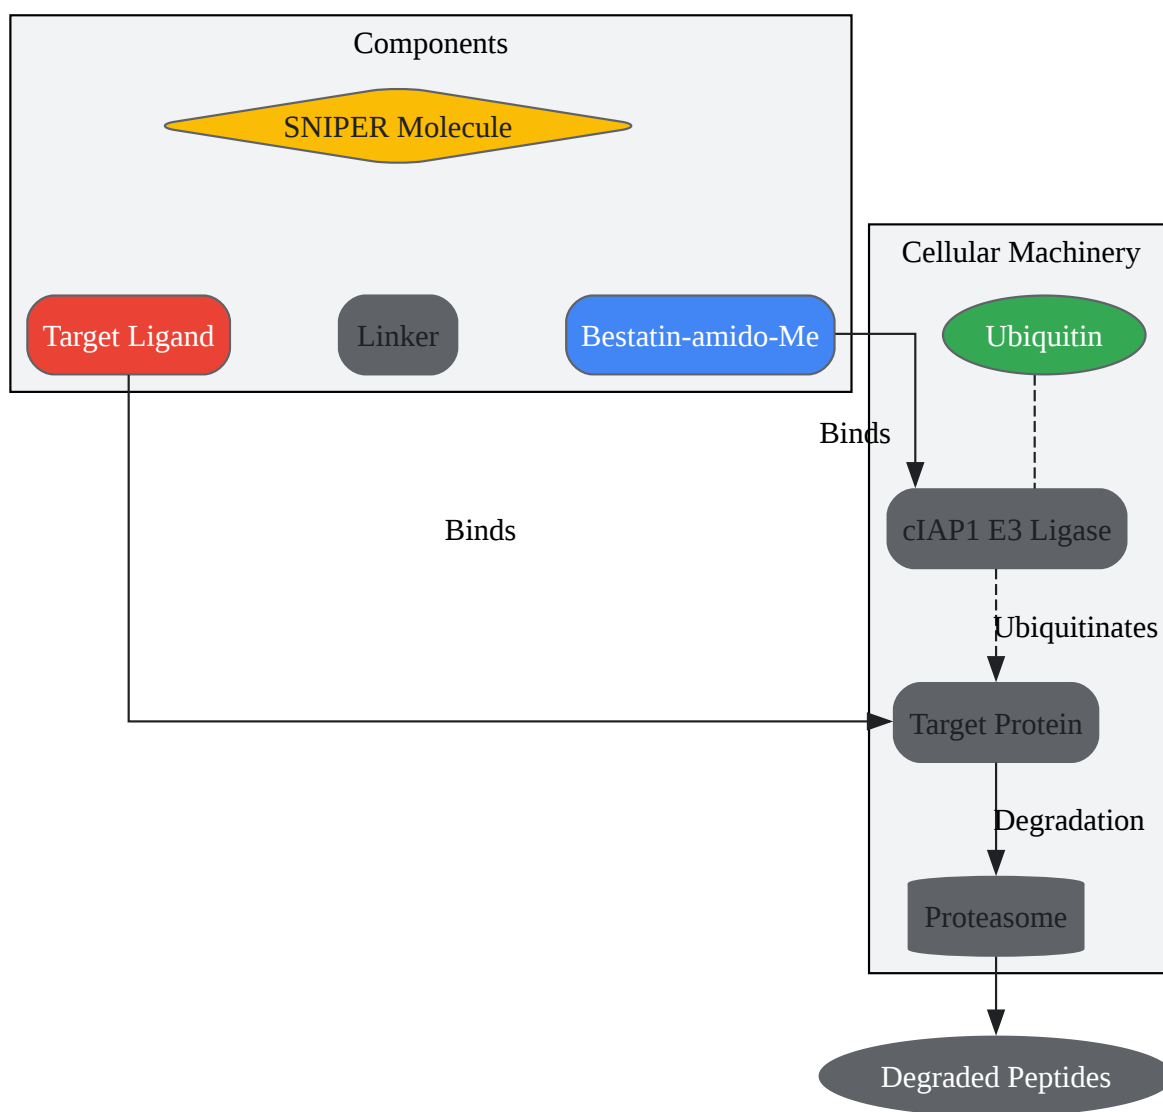 Components
SNIPER Molecule
Cellular Machinery
Target Ligand
Linker
Bestatin-amido-Me
Ubiquitin
Binds
Binds
cIAP1 E3 Ligase
Ubiquitinates
Target Protein
Degradation
Proteasome
Degraded Peptides